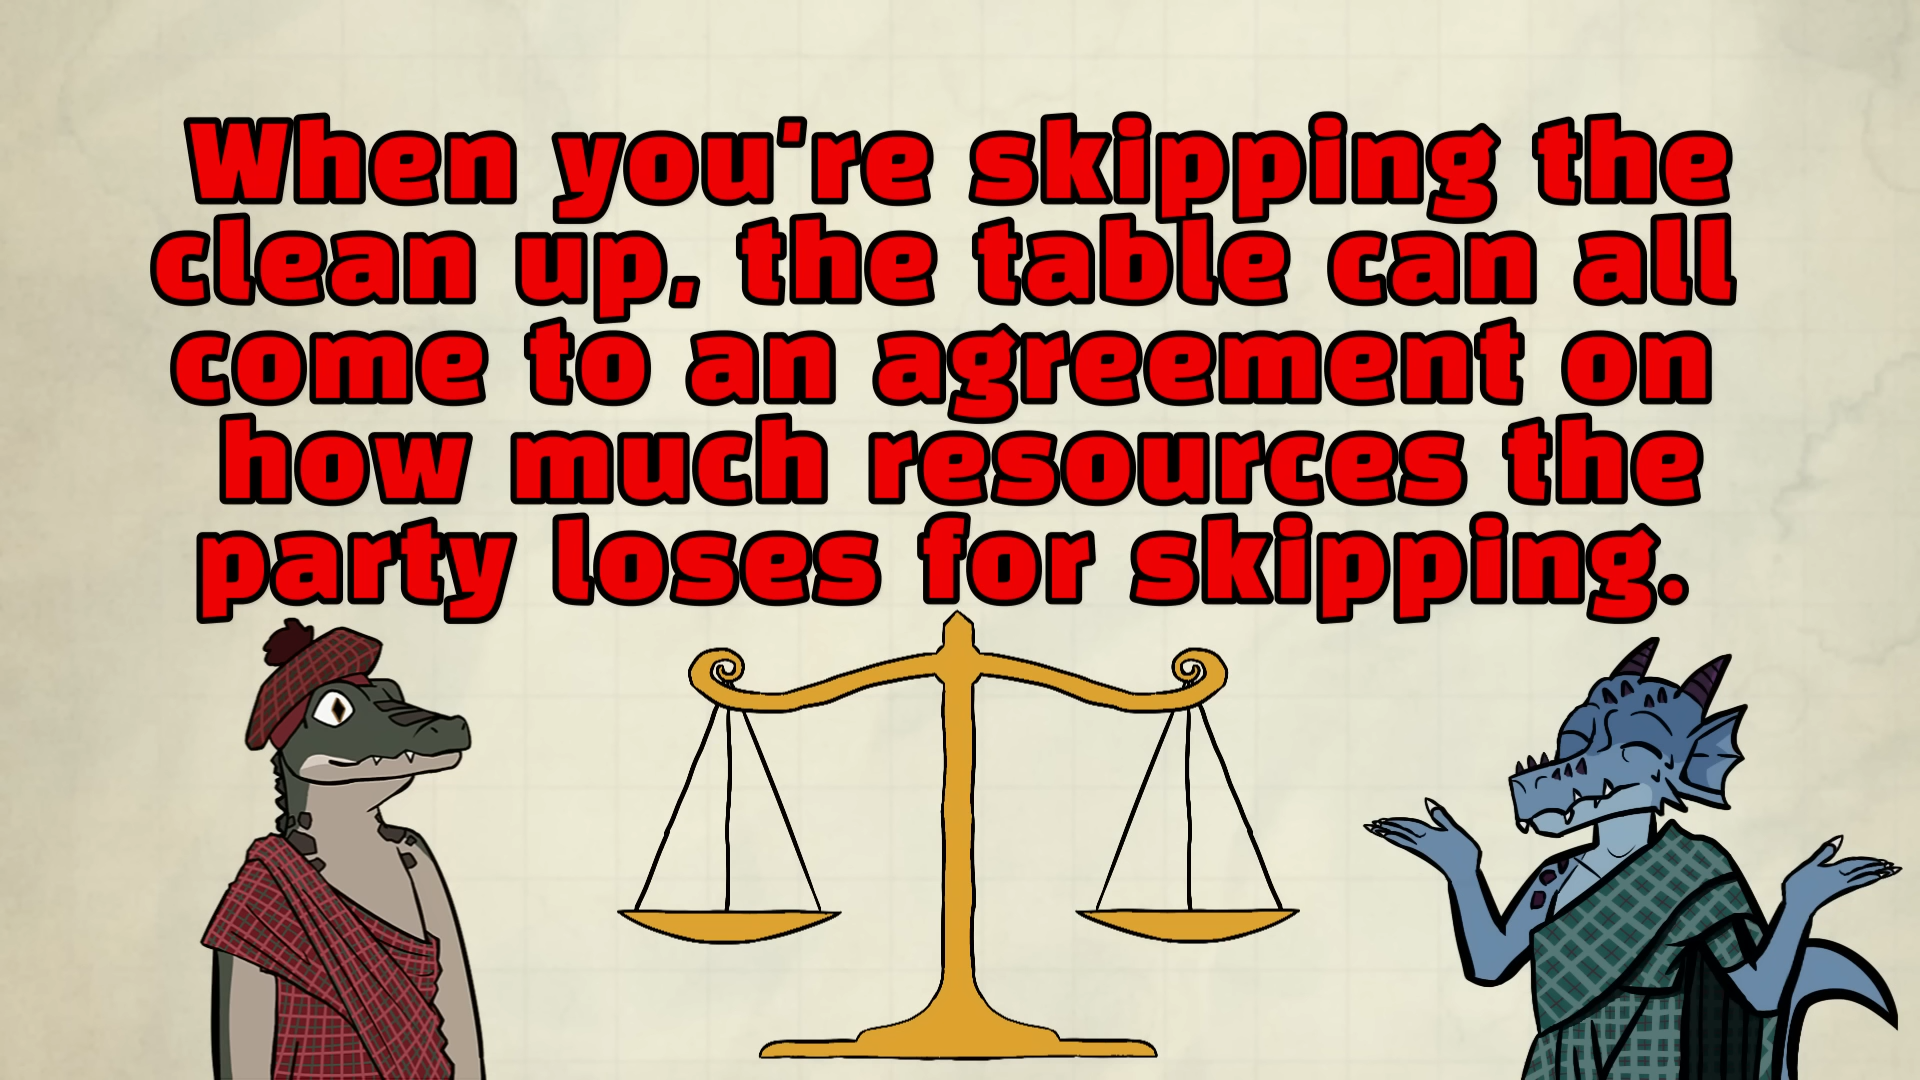 When you're skipping the
clean up, the table can all
come to an agreement on
how much resources the
party loses for skipping.